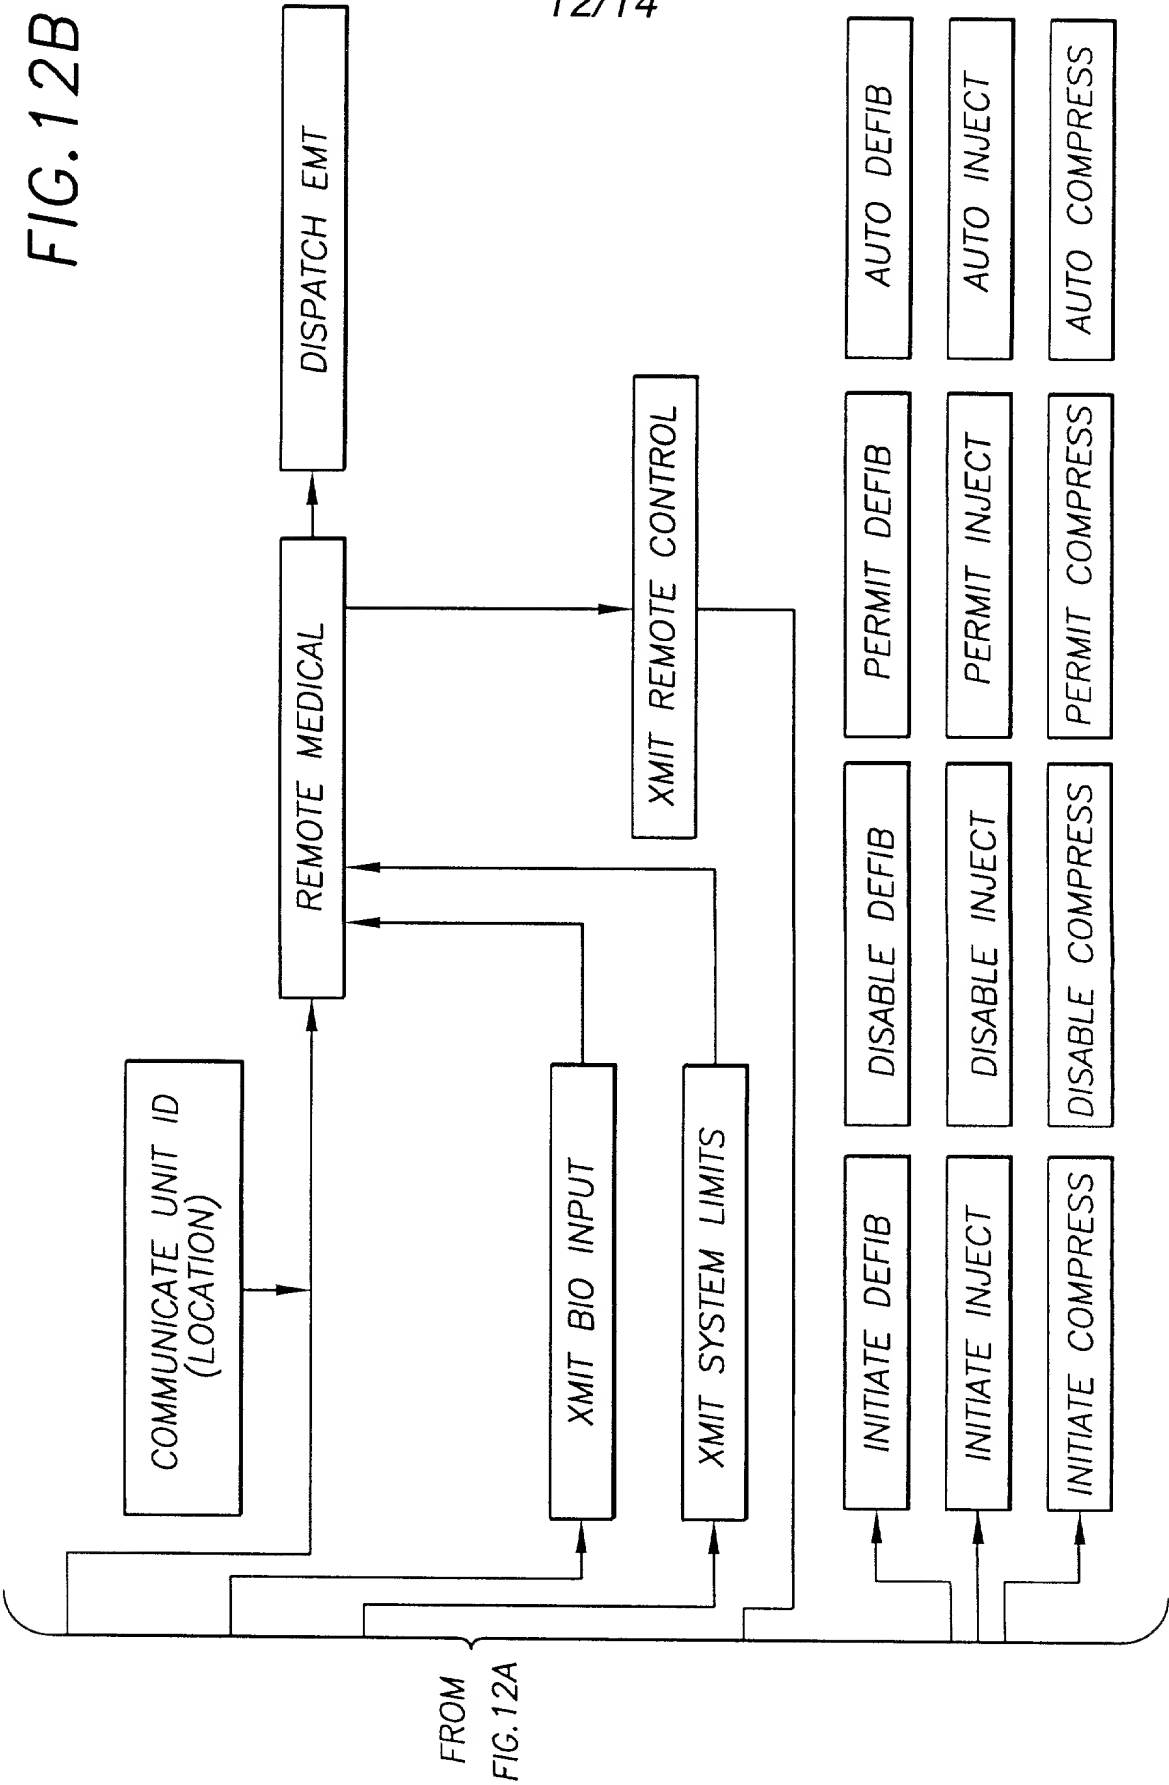 12/14
FIG.12B
COMMUNICATE UNIT ID
(LOCATION)
REMOTE MEDICAL
DISPATCH EMT
XMIT BIO INPUT
XMIT SYSTEM LIMITS
XMIT REMOTE CONTROL
FROM
FIG.12A
INITIATE DEFIB
DISABLE DEFIB
PERMIT DEFIB
AUTO DEFIB
INITIATE INJECT
DISABLE INJECT
PERMIT INJECT
AUTO INJECT
INITIATE COMPRESS
DISABLE COMPRESS
PERMIT COMPRESS
AUTO COMPRESS